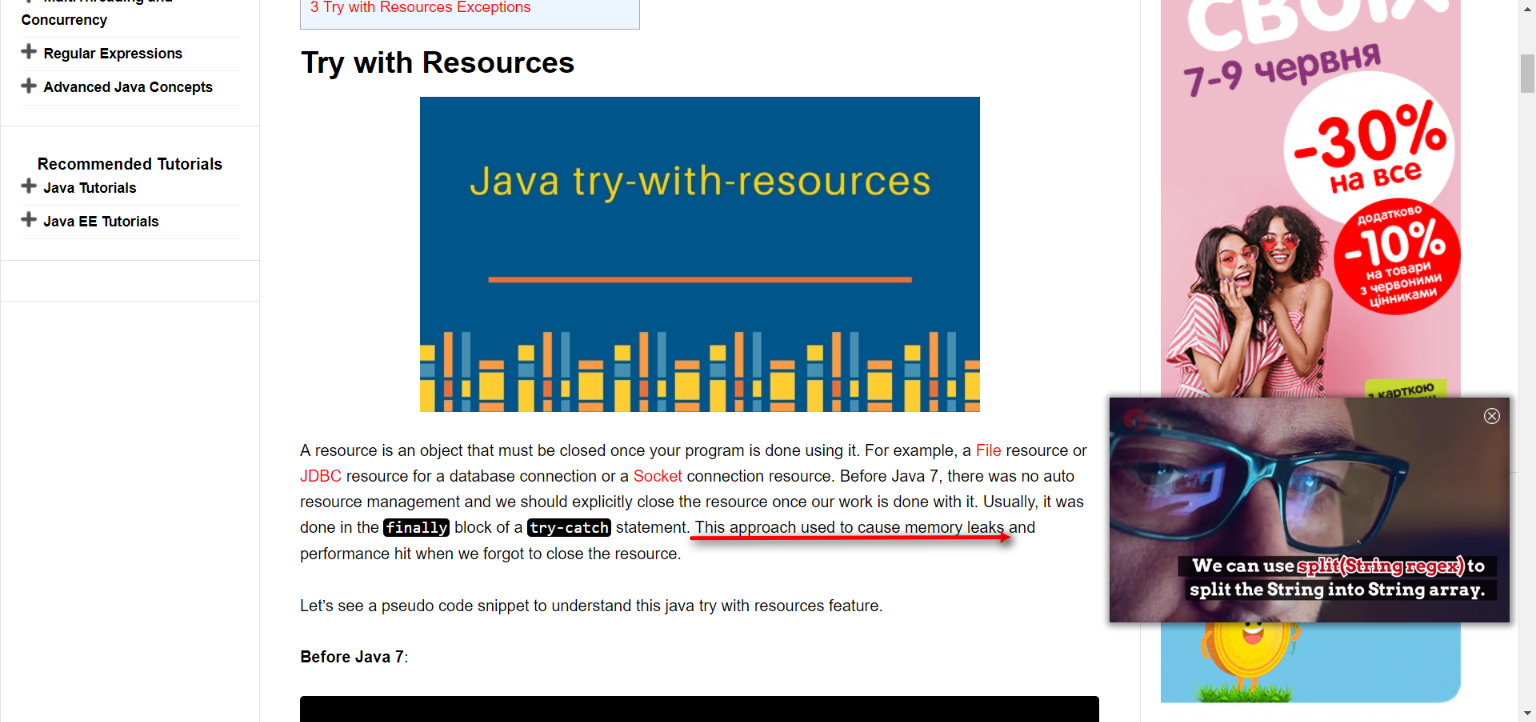 Concurrency
Regular Expressions
Advanced Java Concepts
Recommended Tutorials
Java Tutorials
Java EE Tutorials
3 Try with Resources Exceptions
Try with Resources
Java try-with-resources
A resource is an object that must be closed once your program is done using it. For example, a File resource or
JDBC resource for a database connection or a Socket connection resource. Before Java 7, there was no auto
resource management and we should explicitly close the resource once our work is done with it. Usually, it was
done in the finally block of a try-catch statement. This approach used to cause memory leaks and
performance hit when we forgot to close the resource.
Let’s see a pseudo code snippet to understand this java try with resources feature.
Before Java 7:
СВОЇХ
7-9 червня
-30%
на все
додатково
-10%
на товари
з червоними
цінниками
з карткою
We can use split(String regex) to
split the String into String array.